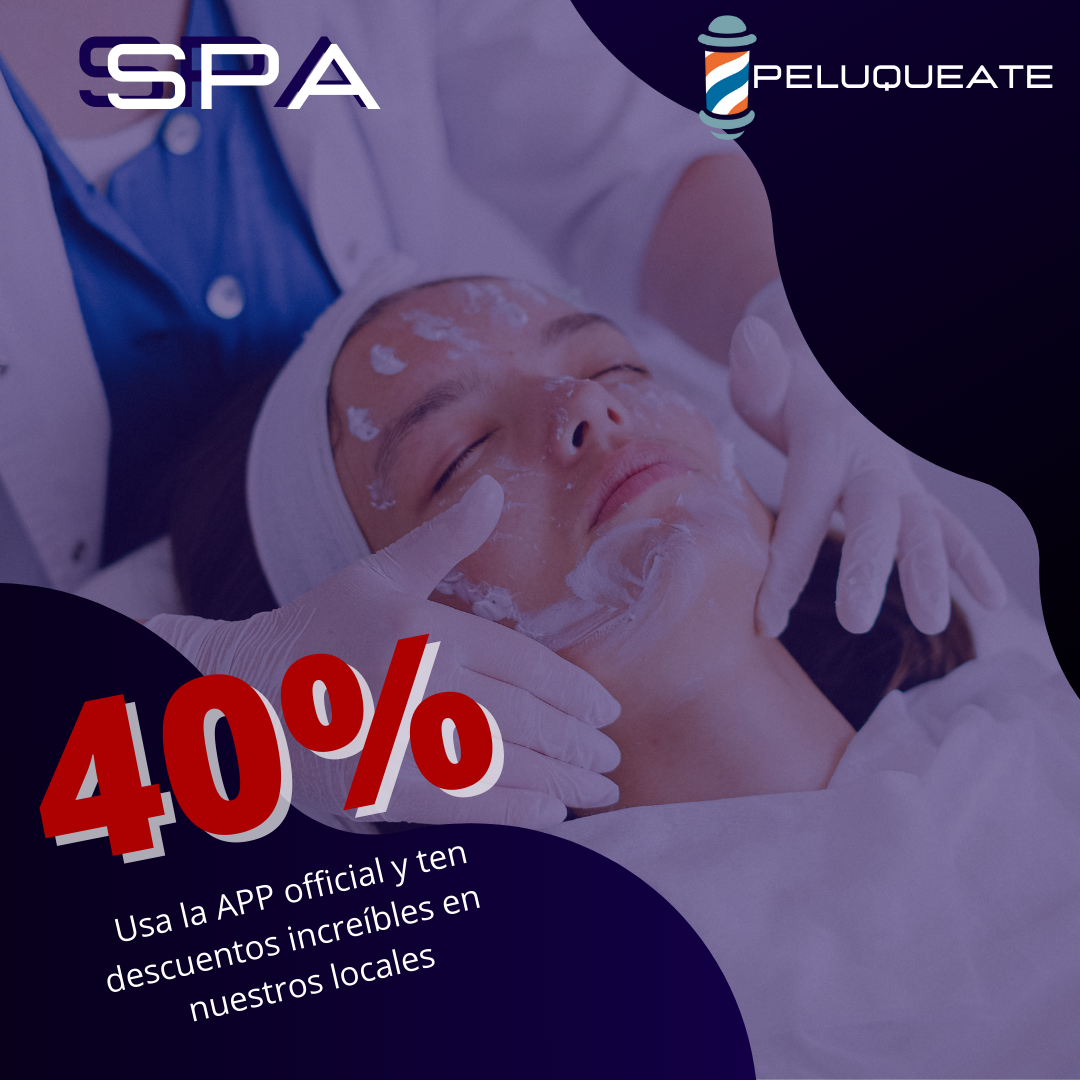 SPA
PELUQUEATE
40%
Usa la APP official y ten
descuentos increíbles en
nuestros locales